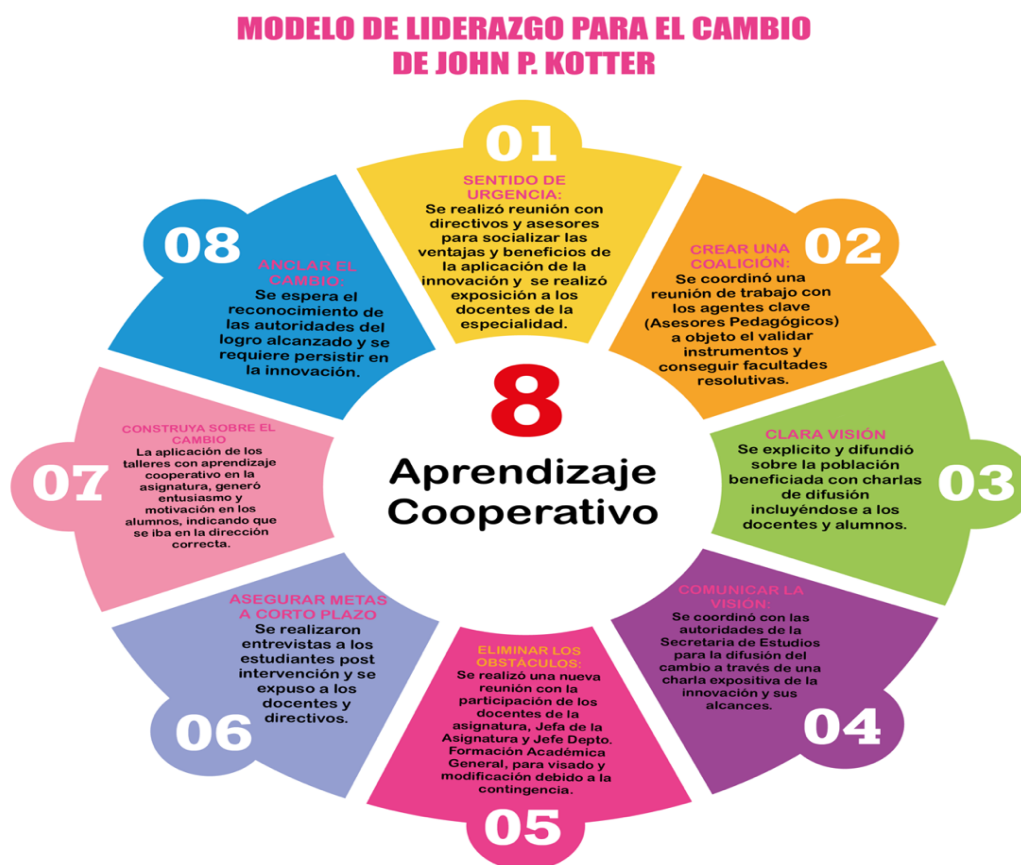 MODELO DE LIDERAZGO PARA EL CAMBIO
DE JOHN P. KOTTER
01
SENTIDO DE
URGENCIA:
Se realizó reunión con
directivos y asesores
para socializar las
ventajas y beneficios de
la aplicación de la
innovación y se realizó
exposición a los
docentes de la
especialidad.
02
CREAR UNA
COALICIÓN:
Se coordinó una
reunión de trabajo con
los agentes clave
(Asesores Pedagógicos)
a objeto el validar
instrumentos y
conseguir facultades
resolutivas.
03
CLARA VISIÓN
Se explicito y difundió
sobre la población
beneficiada con charlas
de difusión
incluyéndose a los
docentes y alumnos.
04
COMUNICAR LA
VISIÓN:
Se coordinó con las
autoridades de la
Secretaria de Estudios
para la difusión del
cambio a través de una
charla expositiva de la
innovación y sus
alcances.
05
ELIMINAR LOS
OBSTÁCULOS:
Se realizó una nueva
reunión con la
participación de los
docentes de la
asignatura, Jefa de la
Asignatura y Jefe Depto.
Formación Académica
General, para visado y
modificación debido a la
contingencia.
06
ASEGURAR METAS
A CORTO PLAZO
Se realizaron
entrevistas a los
estudiantes post
intervención y se
expuso a los
docentes y
directivos.
07
CONSTRUYA SOBRE EL
CAMBIO
La aplicación de los
talleres con aprendizaje
cooperativo en la
asignatura, generó
entusiasmo y
motivación en los
alumnos, indicando que
se iba en la dirección
correcta.
08
ANCLAR EL
CAMBIO:
Se espera el
reconocimiento de
las autoridades del
logro alcanzado y se
requiere persistir en
la innovación.
8
Aprendizaje
Cooperativo